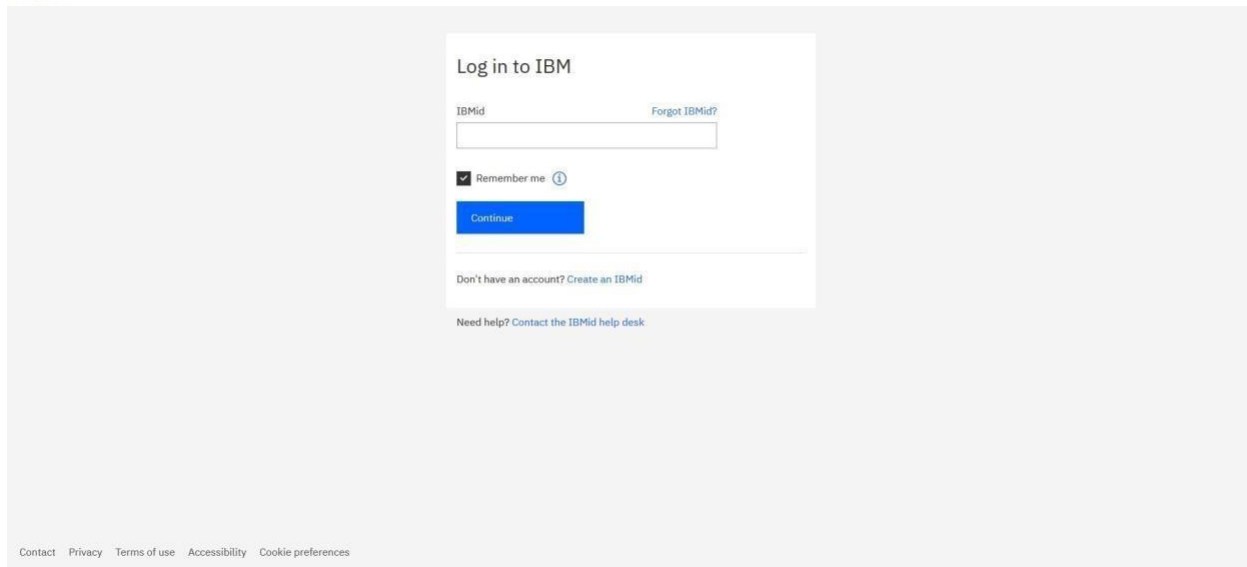 Log in to IBM
IBMid Forgot IBMid?
Remember me
Continue
Don't have an account? Create an IBMid
Need help? Contact the IBMid help desk
Contact Privacy Terms of use Accessibility Cookie preferences